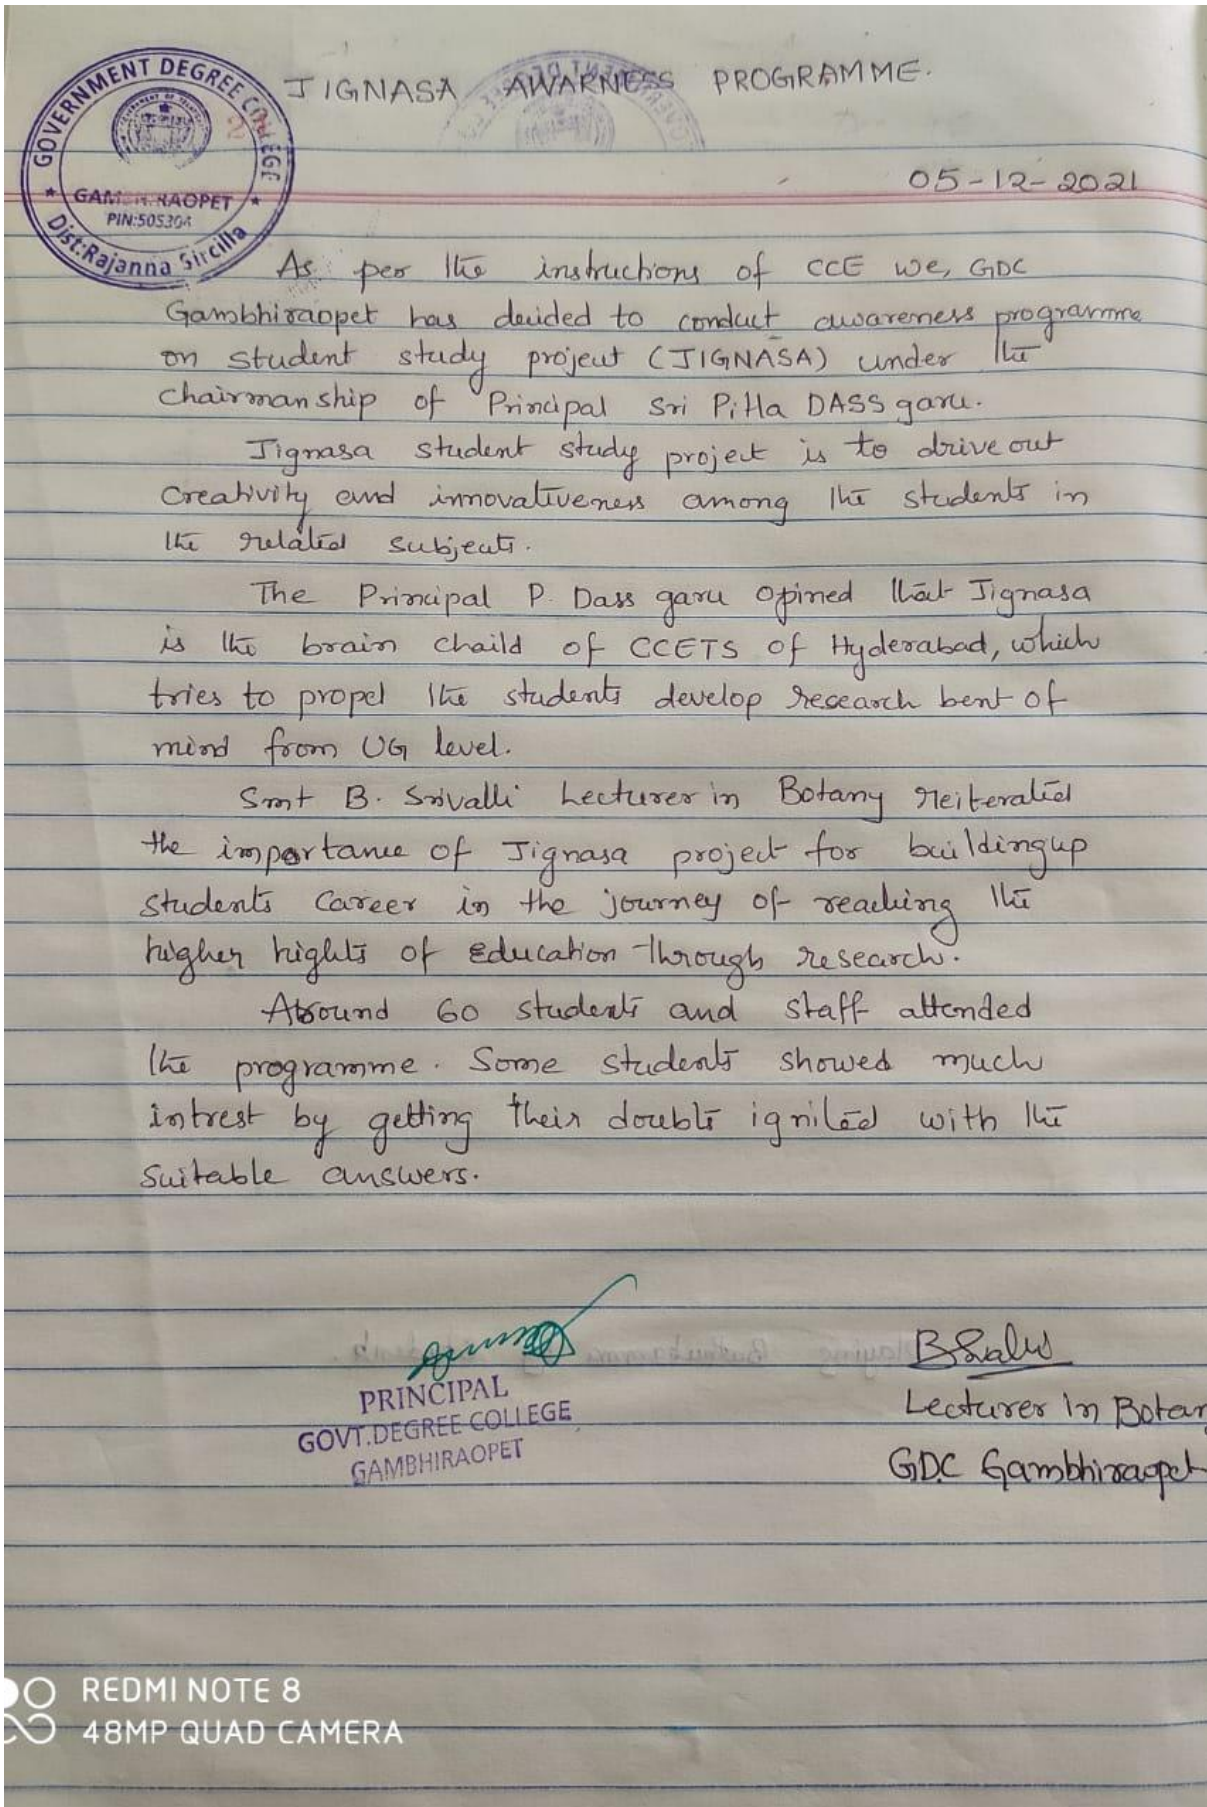 GOVERNMENT DEGREE COLLEGE
GAMBHIRAOPET
PIN:505304
Dist:Rajanna Sircilla
JIGNASA AWARNESS PROGRAMME.
05-12-2021
As per the instructions of CCE we, GDC
Gambhiraopet has decided to conduct awareness programme
on student study project (JIGNASA) under the
chairmanship of Principal Sri Pitla DASS garu.
Jignasa student study project is to drive out
creativity and innovativeness among the students in
the related subjects.
The Principal P. Dass garu opined that Jignasa
is the brain chaild of CCETS of Hyderabad, which
tries to propel the students develop research bent of
mind from UG level.
Smt B. Srivalli Lecturer in Botany reiterated
the importance of Jignasa project for buildingup
students career in the journey of reaching the
higher hights of Education through research.
Around 60 students and staff attended
the programme. Some students showed much
intrest by getting their doubts ignited with the
suitable answers.
PRINCIPAL
GOVT.DEGREE COLLEGE
GAMBHIRAOPET
Lecturer in Botan
GDC Gambhiraopet
REDMI NOTE 8
48MP QUAD CAMERA